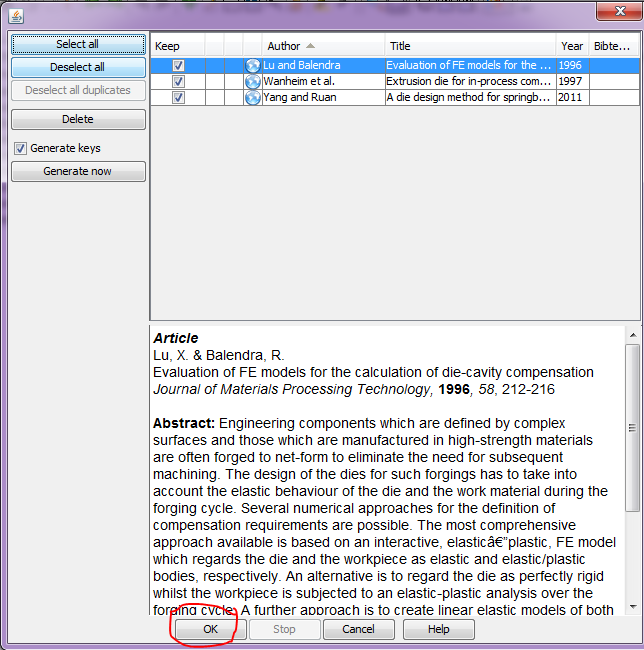 Select all
Deselect all
Deselect all duplicates
Delete
Generate keys
Generate now
Keep Author Title Year Bibte...
Lu and Balendra Evaluation of FE models for the ... 1996
Wanheim et al. Extrusion die for in-process com... 1997
Yang and Ruan A die design method for springb... 2011
Article
Lu, X. & Balendra, R.
Evaluation of FE models for the calculation of die-cavity compensation
Journal of Materials Processing Technology, 1996, 58, 212-216
Abstract: Engineering components which are defined by complex
surfaces and those which are manufactured in high-strength materials
are often forged to net-form to eliminate the need for subsequent
machining. The design of the dies for such forgings has to take into
account the elastic behaviour of the die and the work material during the
forging cycle. Several numerical approaches for the definition of
compensation requirements are possible. The most comprehensive
approach available is based on an interactive, elasticâ€”plastic, FE model
which regards the die and the workpiece as elastic and elastic/plastic
bodies, respectively. An alternative is to regard the die as perfectly rigid
whilst the workpiece is subjected to an elastic-plastic analysis over the
forging cycle. A further approach is to create linear elastic models of both
OK Stop Cancel Help